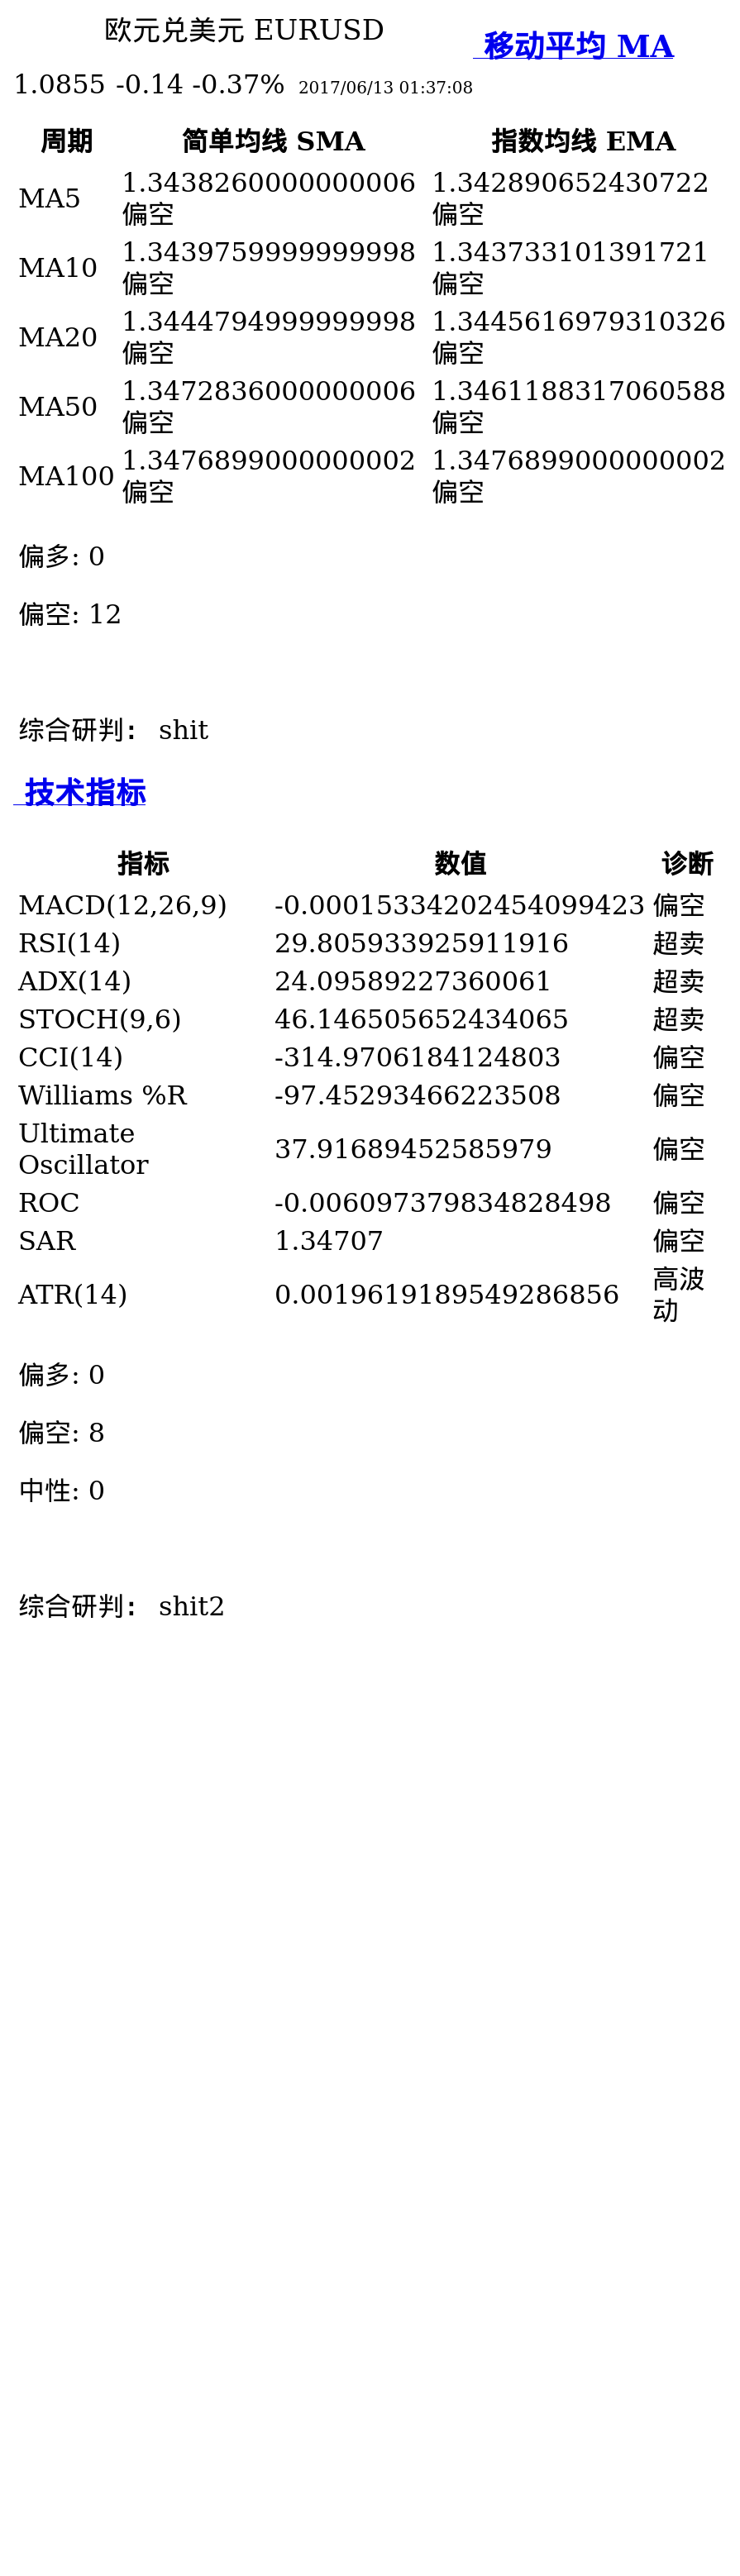 欧元兑美元 EURUSD
移动平均 MA
1.0855 -0.14 -0.37% 2017/06/13 01:37:08
周期 简单均线 SMA 指数均线 EMA
MA5 1.3438260000000006 偏空 1.342890652430722 偏空
MA10 1.3439759999999998 偏空 1.343733101391721 偏空
MA20 1.3444794999999998 偏空 1.3445616979310326 偏空
MA50 1.3472836000000006 偏空 1.3461188317060588 偏空
MA100 1.3476899000000002 偏空 1.3476899000000002 偏空
偏多: 0
偏空: 12
综合研判： shit
技术指标
指标 数值 诊断
MACD(12,26,9) -0.00015334202454099423 偏空
RSI(14) 29.805933925911916 超卖
ADX(14) 24.09589227360061 超卖
STOCH(9,6) 46.146505652434065 超卖
CCI(14) -314.9706184124803 偏空
Williams %R -97.45293466223508 偏空
Ultimate Oscillator 37.91689452585979 偏空
ROC -0.006097379834828498 偏空
SAR 1.34707 偏空
ATR(14) 0.0019619189549286856 高波动
偏多: 0
偏空: 8
中性: 0
综合研判： shit2